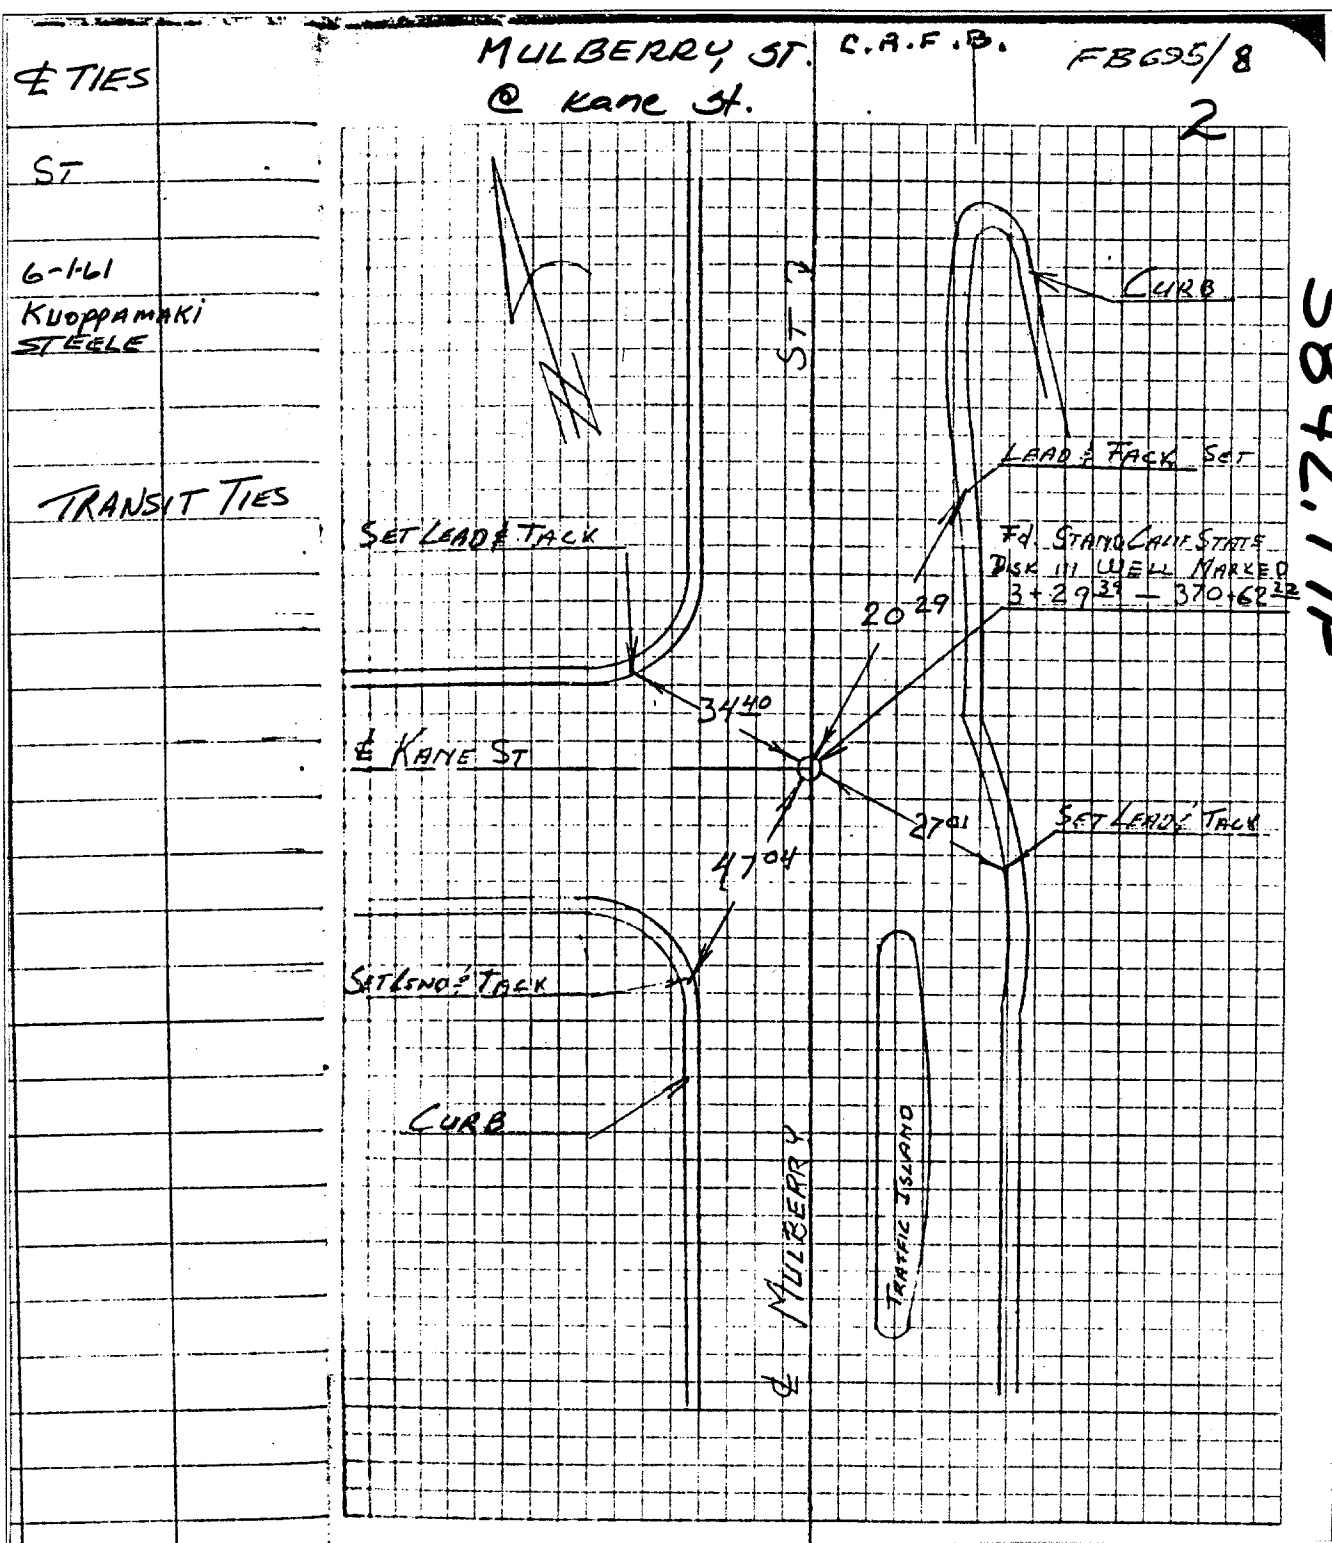 MULBERRY ST. C.R.F.B. FB695/8
@ Kane St.
2
℄ TIES
ST
6-1-61
KUOPPAMAKI
STEELE
TRANSIT TIES
ST
CURB
LEAD & TACK SET
SET LEAD & TACK
Fd. STAND CALIF STATE
DISK IN WELL MARKED
3+29 39 — 370+62 22
20 29
34 40
℄ KANE ST
27 01
SET LEAD & TACK
47 04
SET LEAD & TACK
CURB
℄ MULBERRY
TRAFFIC ISLAND
5842.TIF